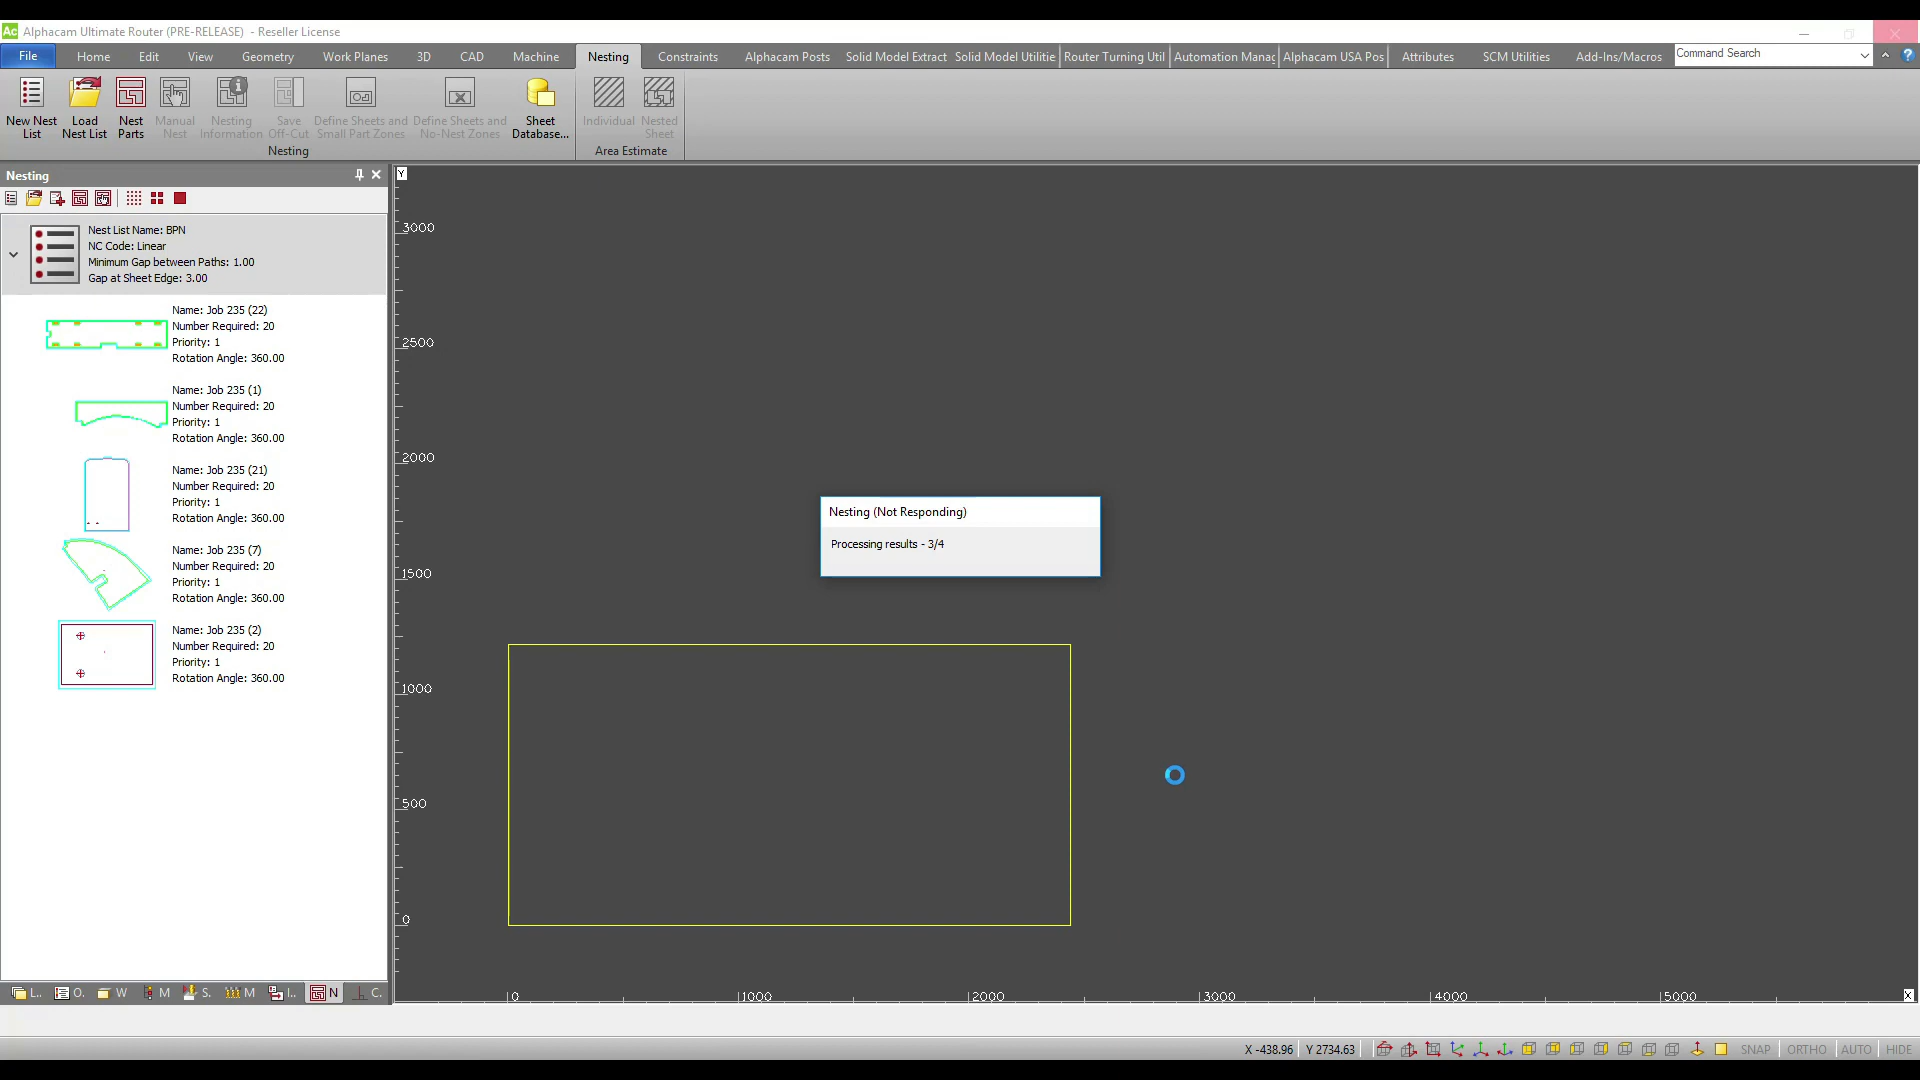 Ac Alphacam Ultimate Router (PRE-RELEASE) - Reseller License
File Home Edit View Geometry Work Planes 3D CAD Machine Nesting Constraints Alphacam Posts Solid Model Extract Solid Model Utilitie Router Turning Util Automation Manag Alphacam USA Pos Attributes SCM Utilities Add-Ins/Macros Command Search
New Nest List
Load Nest List
Nest Parts
Manual Nest
Nesting Information
Save Off-Cut
Define Sheets and Small Part Zones
Define Sheets and No-Nest Zones
Sheet Database...
Individual
Nested Sheet
Nesting
Area Estimate
Nesting
Nest List Name: BPN
NC Code: Linear
Minimum Gap between Paths: 1.00
Gap at Sheet Edge: 3.00
Name: Job 235 (22)
Number Required: 20
Priority: 1
Rotation Angle: 360.00
Name: Job 235 (1)
Number Required: 20
Priority: 1
Rotation Angle: 360.00
Name: Job 235 (21)
Number Required: 20
Priority: 1
Rotation Angle: 360.00
Name: Job 235 (7)
Number Required: 20
Priority: 1
Rotation Angle: 360.00
Name: Job 235 (2)
Number Required: 20
Priority: 1
Rotation Angle: 360.00
Y
3000
2500
2000
1500
1000
500
0
Nesting (Not Responding)
Processing results - 3/4
0 1000 2000 3000 4000 5000 X
L.. O. W M S. M I.. N C.
X -438.96 Y 2734.63 SNAP ORTHO AUTO HIDE